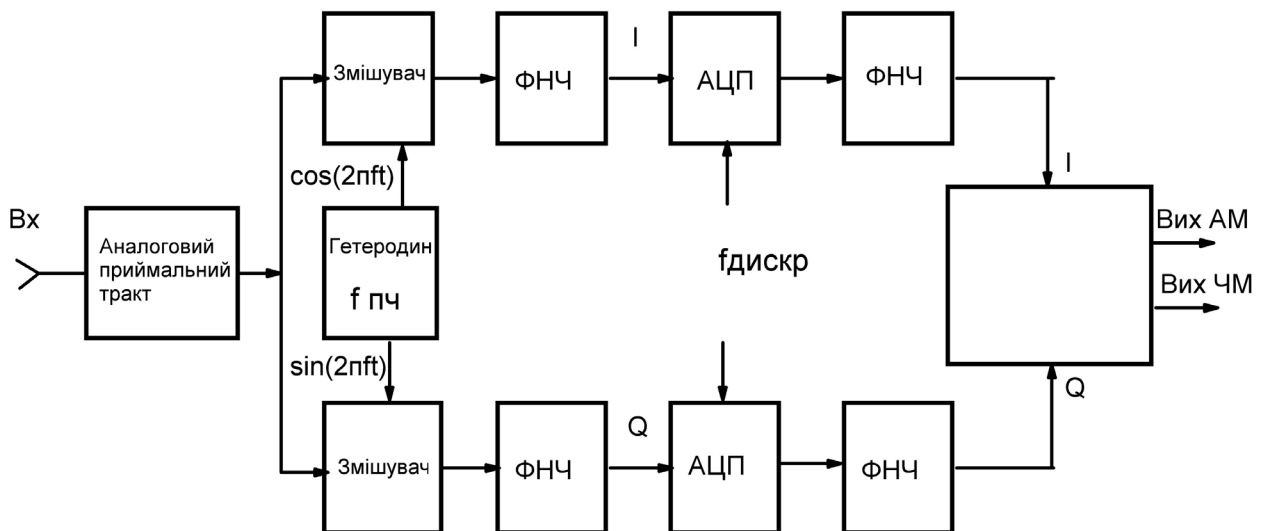 Змішувач
ФНЧ
I
АЦП
ФНЧ
cos(2πft)
I
Вх
Аналоговий
приймальний
тракт
Гетеродин
f пч
fдискр
Вих АМ
Вих ЧМ
sin(2πft)
Змішувач
ФНЧ
Q
АЦП
ФНЧ
Q